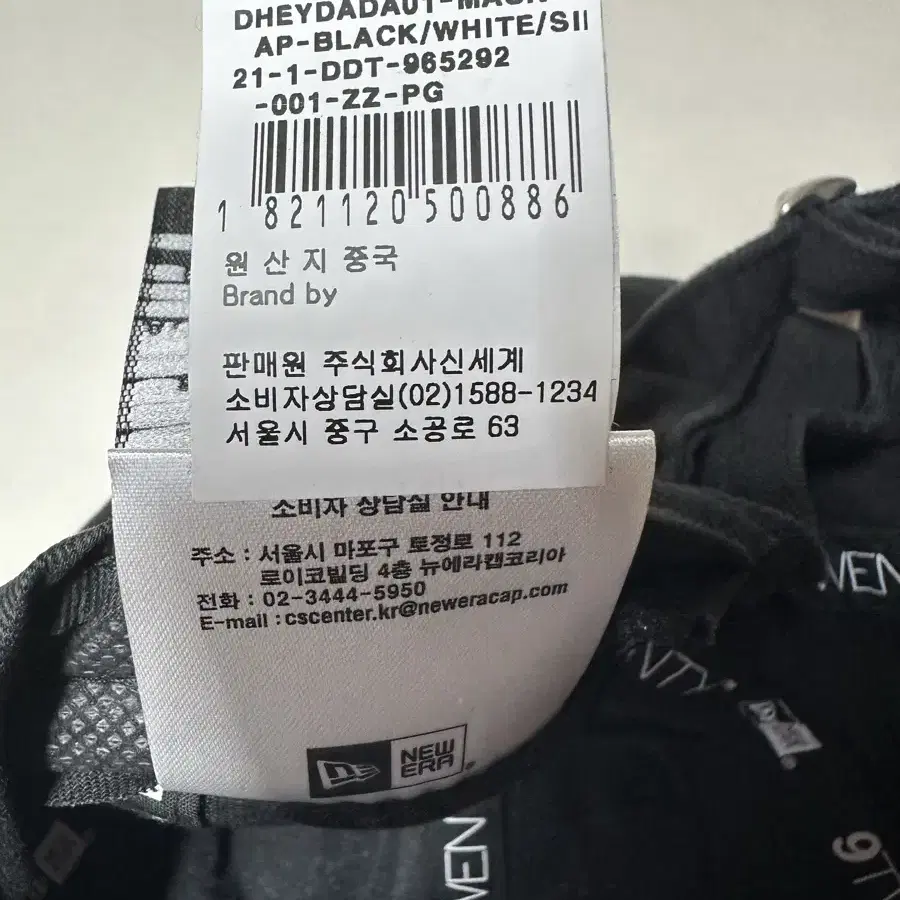 AP-BLACK/WHITE/SI
21-1-DDT-965292
-001-ZZ-PG
1 821120 500886
원 산 지 중국
Brand by
판매원 주식회사신세계
소비자상담실(02)1588-1234
서울시 중구 소공로 63
소비자 상담실 안내
주소 : 서울시 마포구 토정로 112
로이코빌딩 4층 뉴에라캡코리아
전화 : 02-3444-5950
E-mail : cscenter.kr@neweracap.com
NEW
ERA